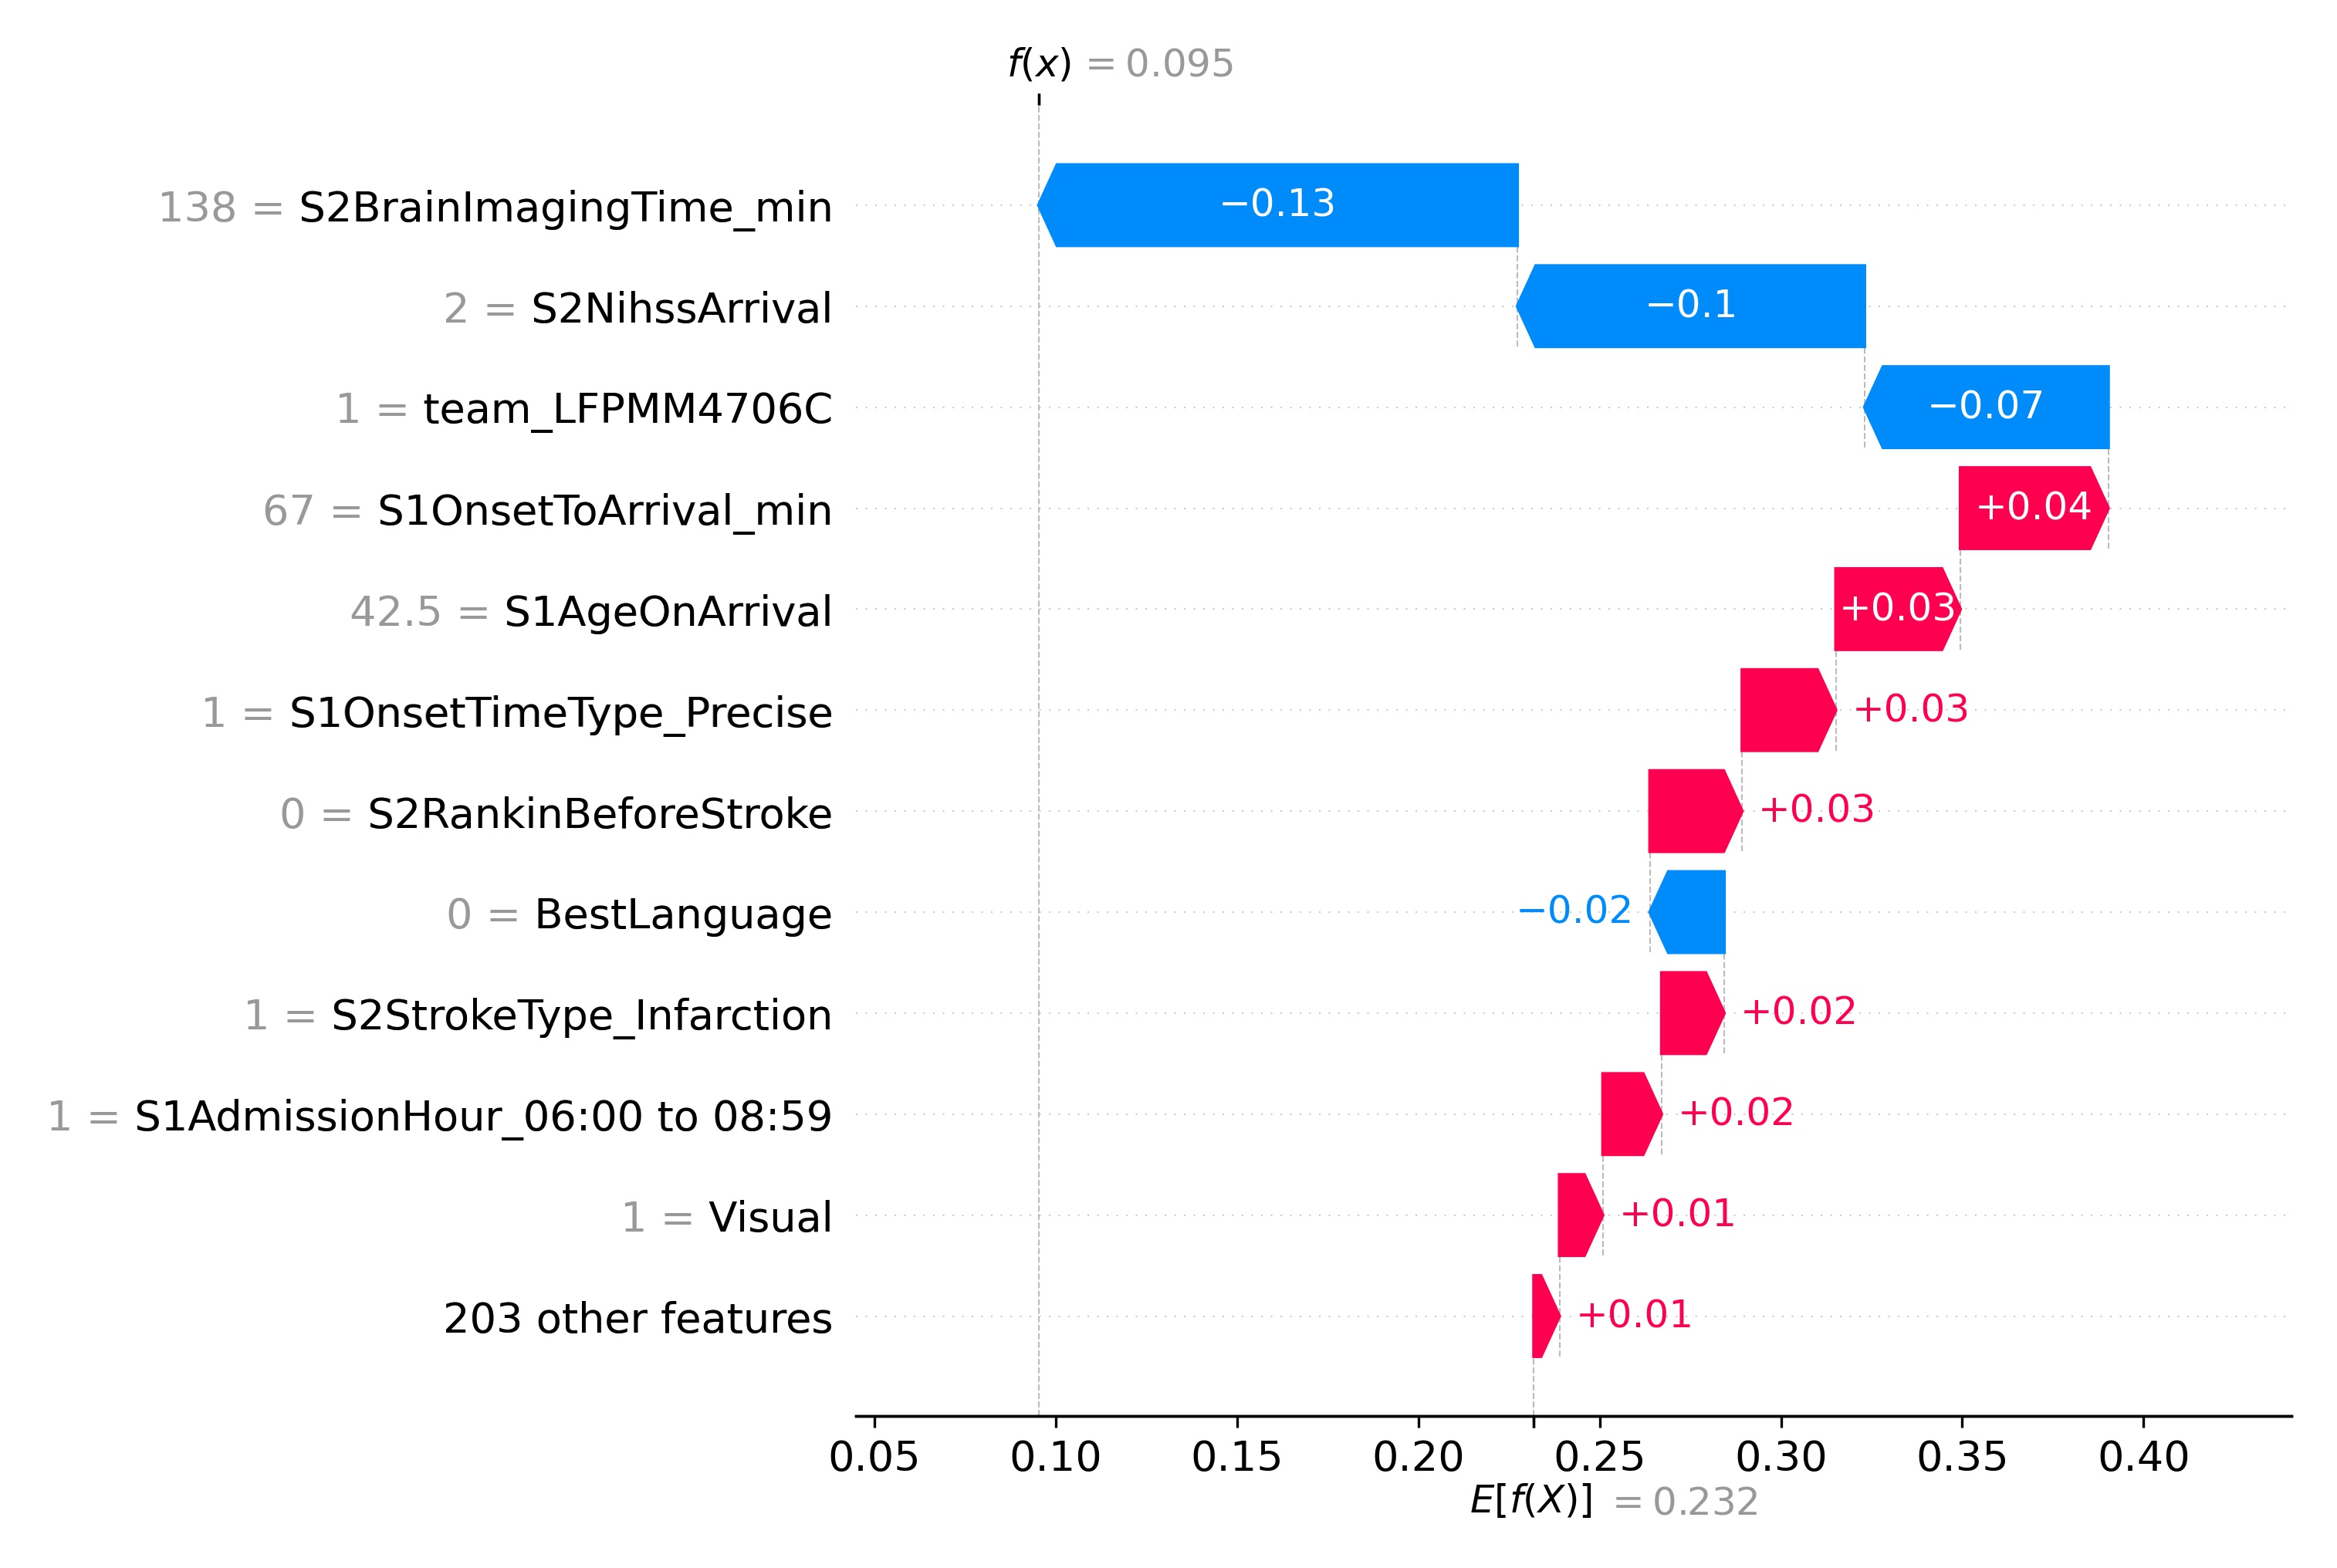 f(x) = 0.095
138 = S2BrainImagingTime_min −0.13
2 = S2NihssArrival −0.1
1 = team_LFPMM4706C −0.07
67 = S1OnsetToArrival_min +0.04
42.5 = S1AgeOnArrival +0.03
1 = S1OnsetTimeType_Precise +0.03
0 = S2RankinBeforeStroke +0.03
0 = BestLanguage −0.02
1 = S2StrokeType_Infarction +0.02
1 = S1AdmissionHour_06:00 to 08:59 +0.02
1 = Visual +0.01
203 other features +0.01
0.05 0.10 0.15 0.20 0.25 0.30 0.35 0.40
E[f(X)] = 0.232